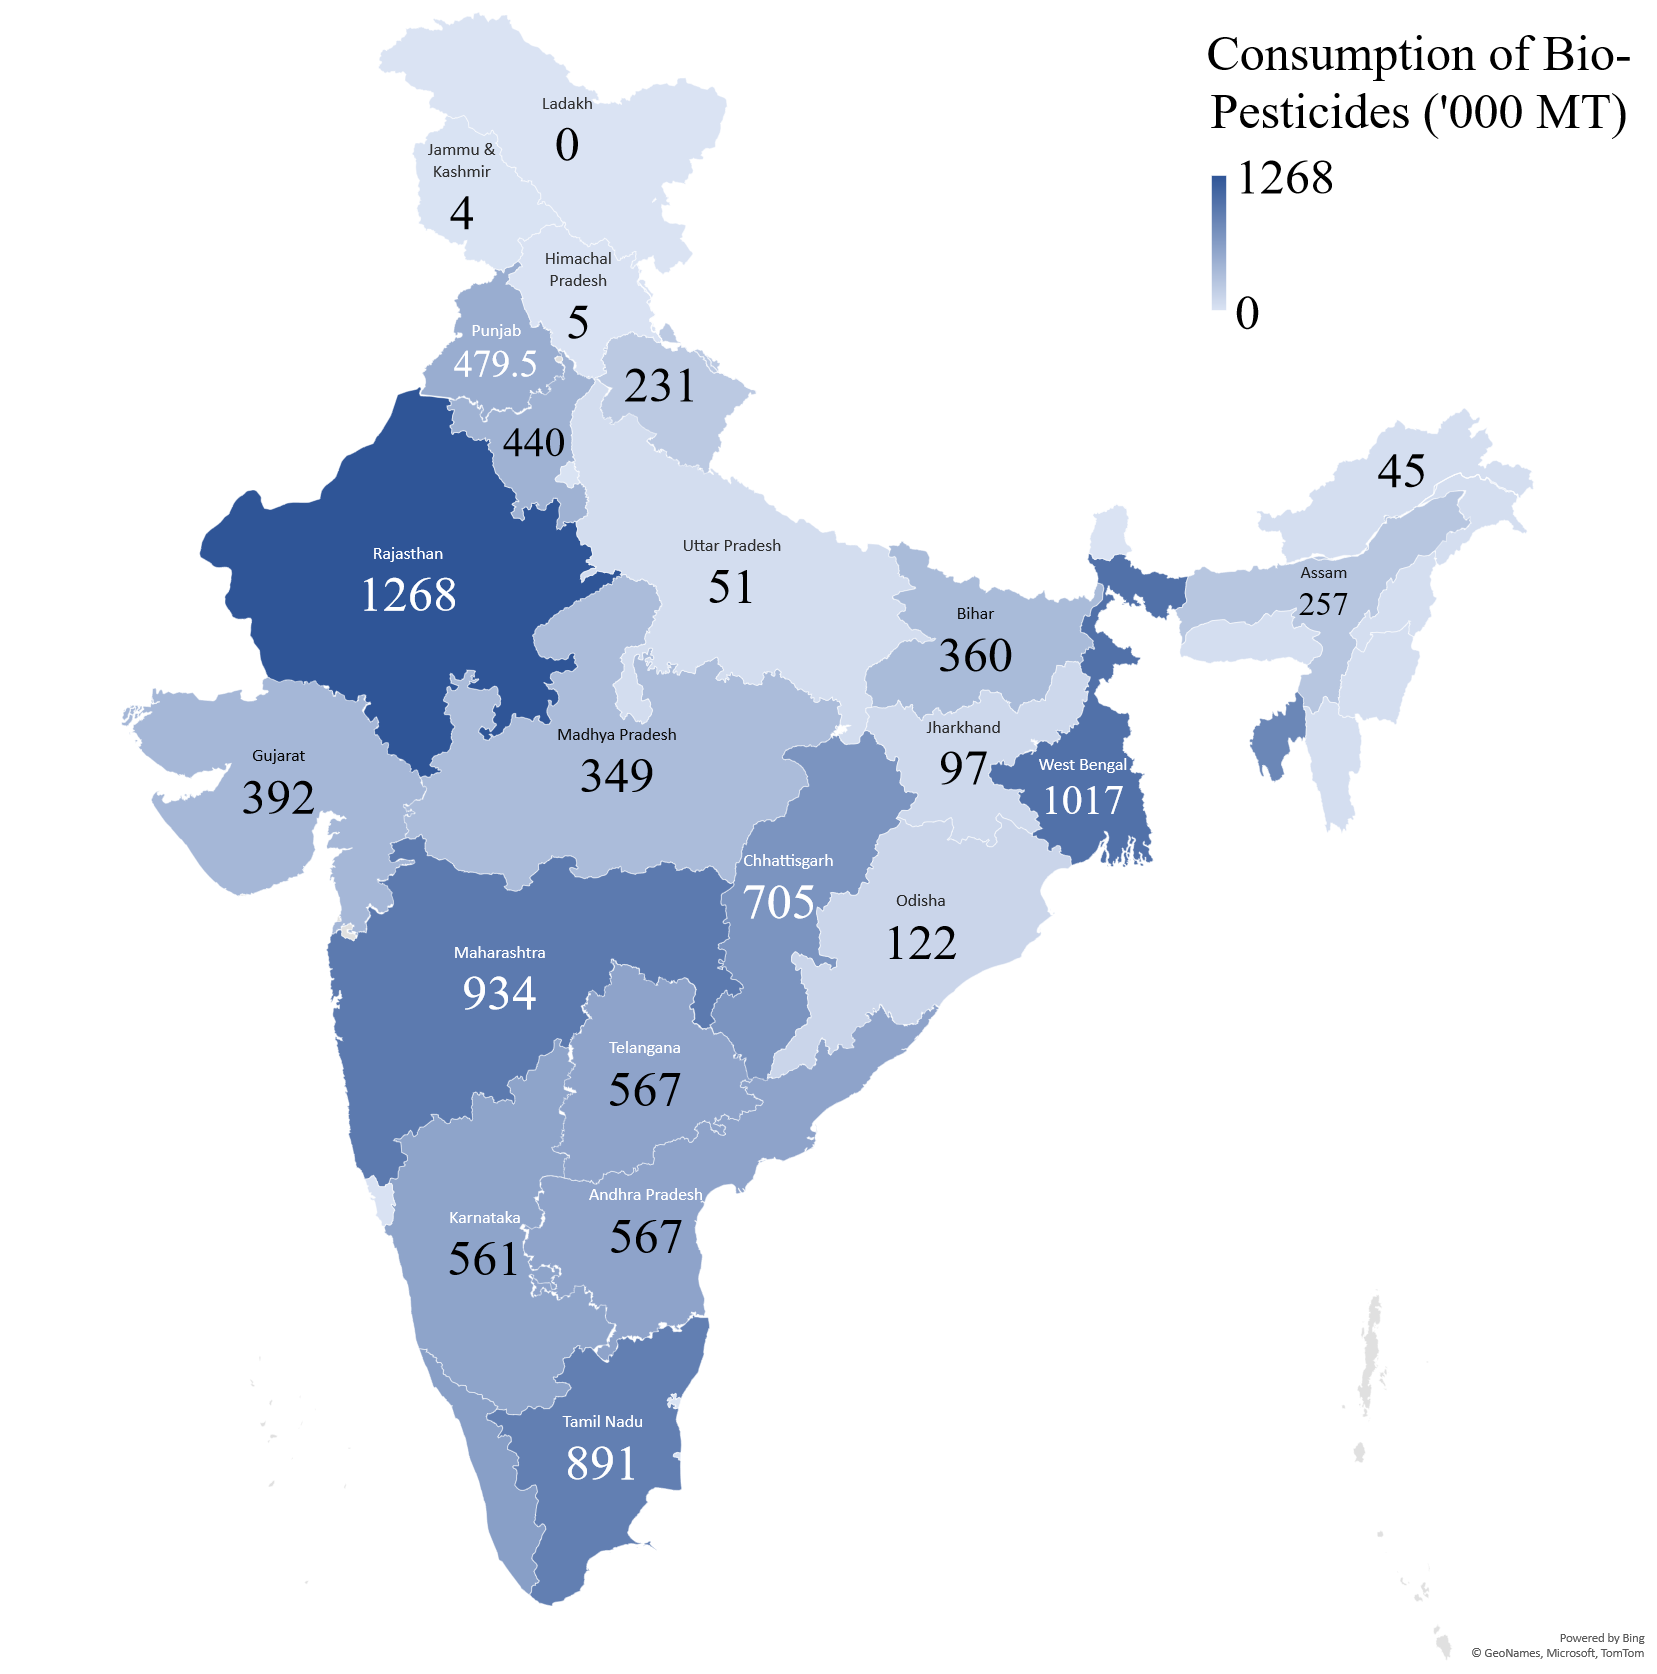 Consumption of Bio-
Pesticides ('000 MT)
1268
0
Ladakh
0
Jammu &
Kashmir
4
Himachal
Pradesh
5
Punjab
479.5
231
440
45
Rajasthan
1268
Uttar Pradesh
51
Assam
257
Bihar
360
Gujarat
392
Madhya Pradesh
349
Jharkhand
97
West Bengal
1017
Chhattisgarh
705
Odisha
122
Maharashtra
934
Telangana
567
Andhra Pradesh
567
Karnataka
561
Tamil Nadu
891
Powered by Bing
© GeoNames, Microsoft, TomTom